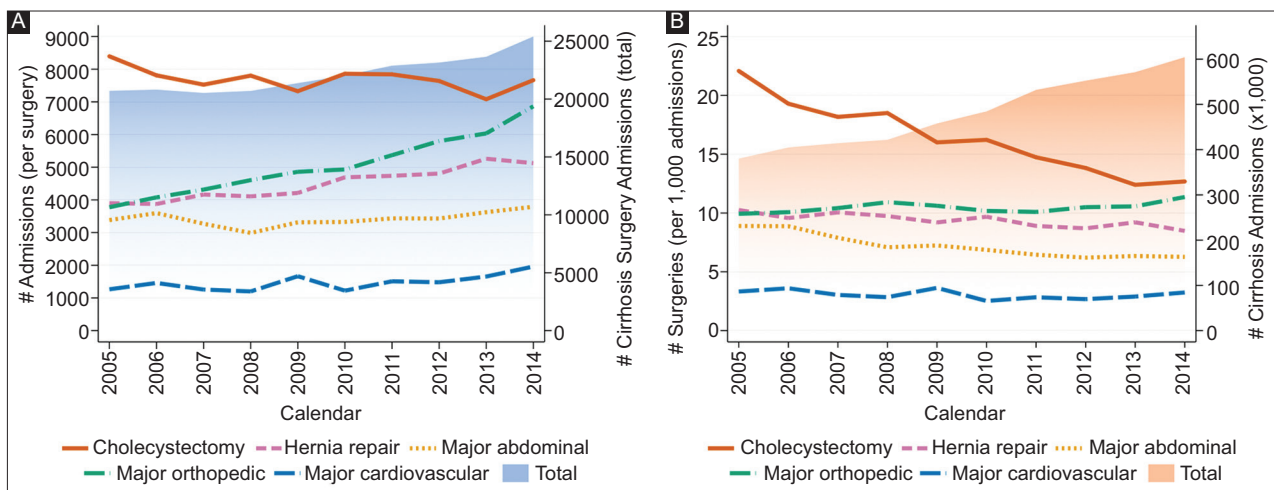 A
# Admissions (per surgery)
9000
8000
7000
6000
5000
4000
3000
2000
1000
0
25000
20000
15000
10000
5000
0
# Cirrhosis Surgery Admissions (total)
2005 2006 2007 2008 2009 2010 2011 2012 2013 2014
Calendar
Cholecystectomy Hernia repair Major abdominal
Major orthopedic Major cardiovascular Total
B
# Surgeries (per 1,000 admissions)
25
20
15
10
5
0
600
500
400
300
200
100
0
# Cirrhosis Admissions (x1,000)
2005 2006 2007 2008 2009 2010 2011 2012 2013 2014
Calendar
Cholecystectomy Hernia repair Major abdominal
Major orthopedic Major cardiovascular Total